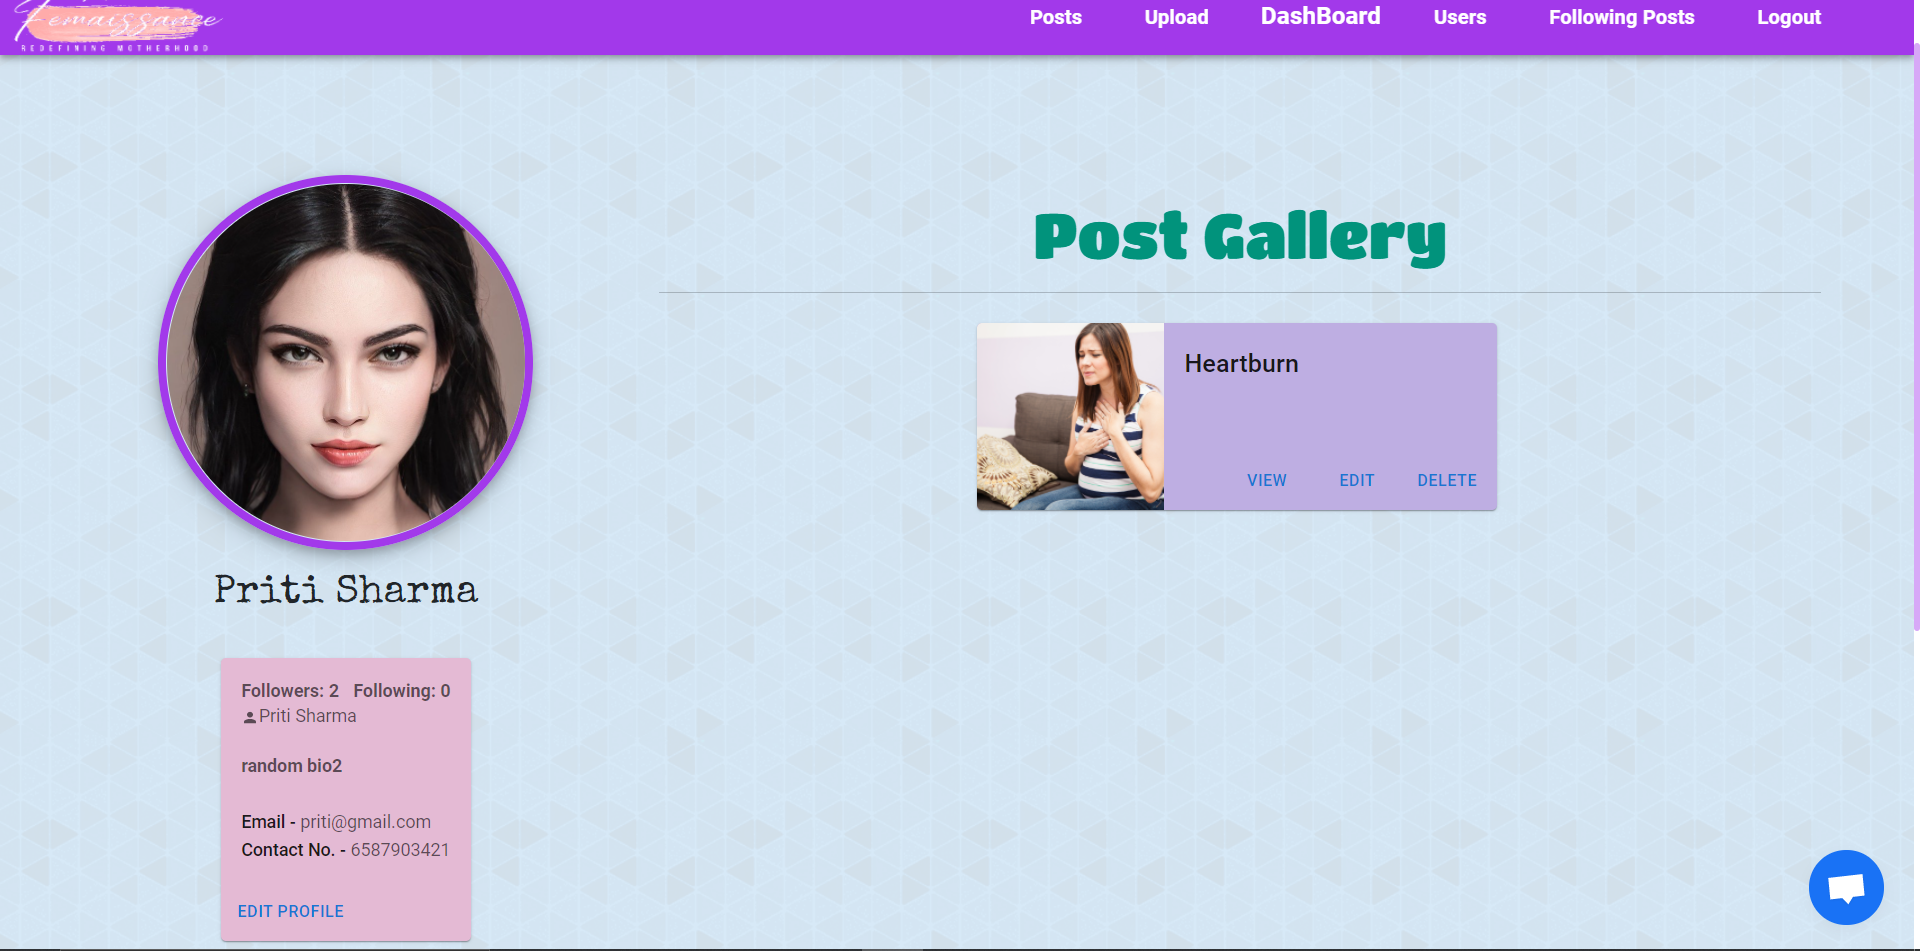 Femaissance
REDEFINING MOTHERHOOD
Posts Upload DashBoard Users Following Posts Logout
Priti Sharma
Followers: 2 Following: 0
Priti Sharma
random bio2
Email - priti@gmail.com
Contact No. - 6587903421
EDIT PROFILE
Post Gallery
Heartburn
VIEW EDIT DELETE